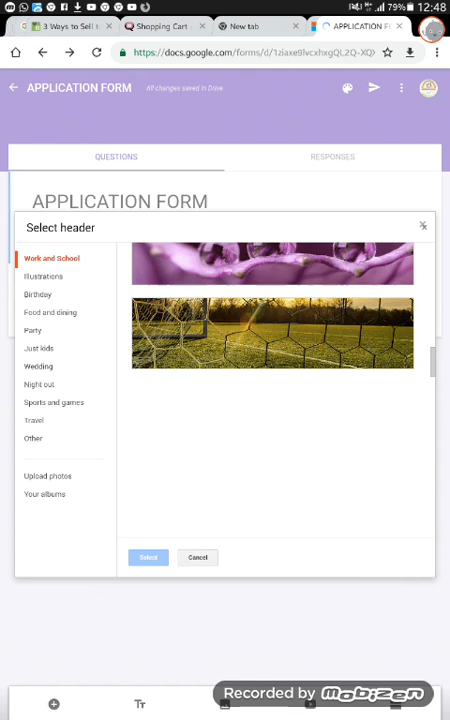 79% 12:48
3 Ways to Sell t
Shopping Cart
New tab
APPLICATION F
https://docs.google.com/forms/d/1ziaxe9lvcxhxgQL2Q-XQX
APPLICATION FORM
All changes saved in Drive
QUESTIONS
RESPONSES
APPLICATION FORM
Select header
Work and School
Illustrations
Birthday
Food and dining
Party
Just kids
Wedding
Night out
Sports and games
Travel
Other
Upload photos
Your albums
Select
Cancel
Tт
Recorded by MOBIZEN